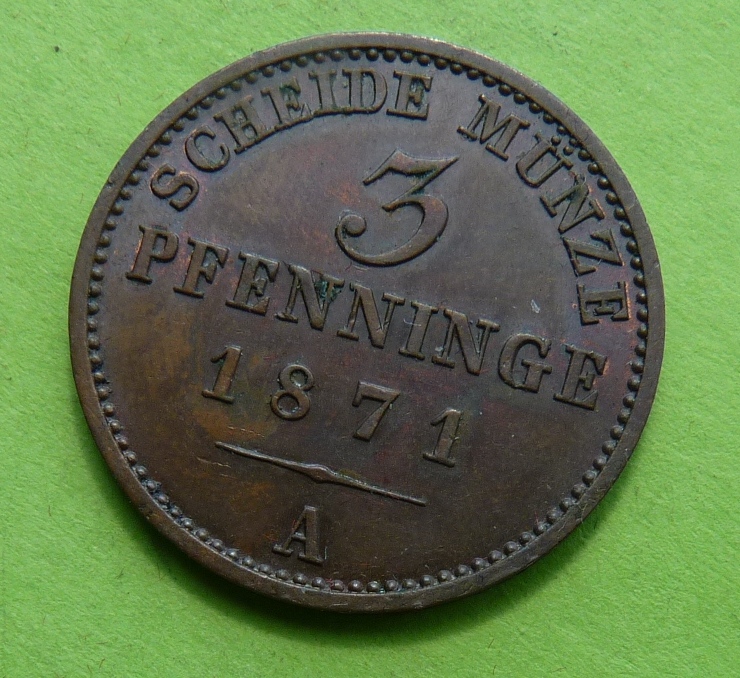 SCHEIDE MÜNZE
3
PFENNINGE
1871
A